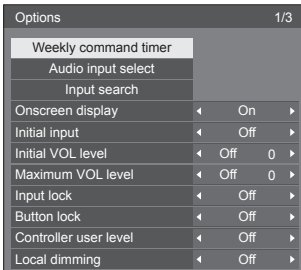 Options 1/3
Weekly command timer
Audio input select
Input search
Onscreen display On
Initial input Off
Initial VOL level Off 0
Maximum VOL level Off 0
Input lock Off
Button lock Off
Controller user level Off
Local dimming Off